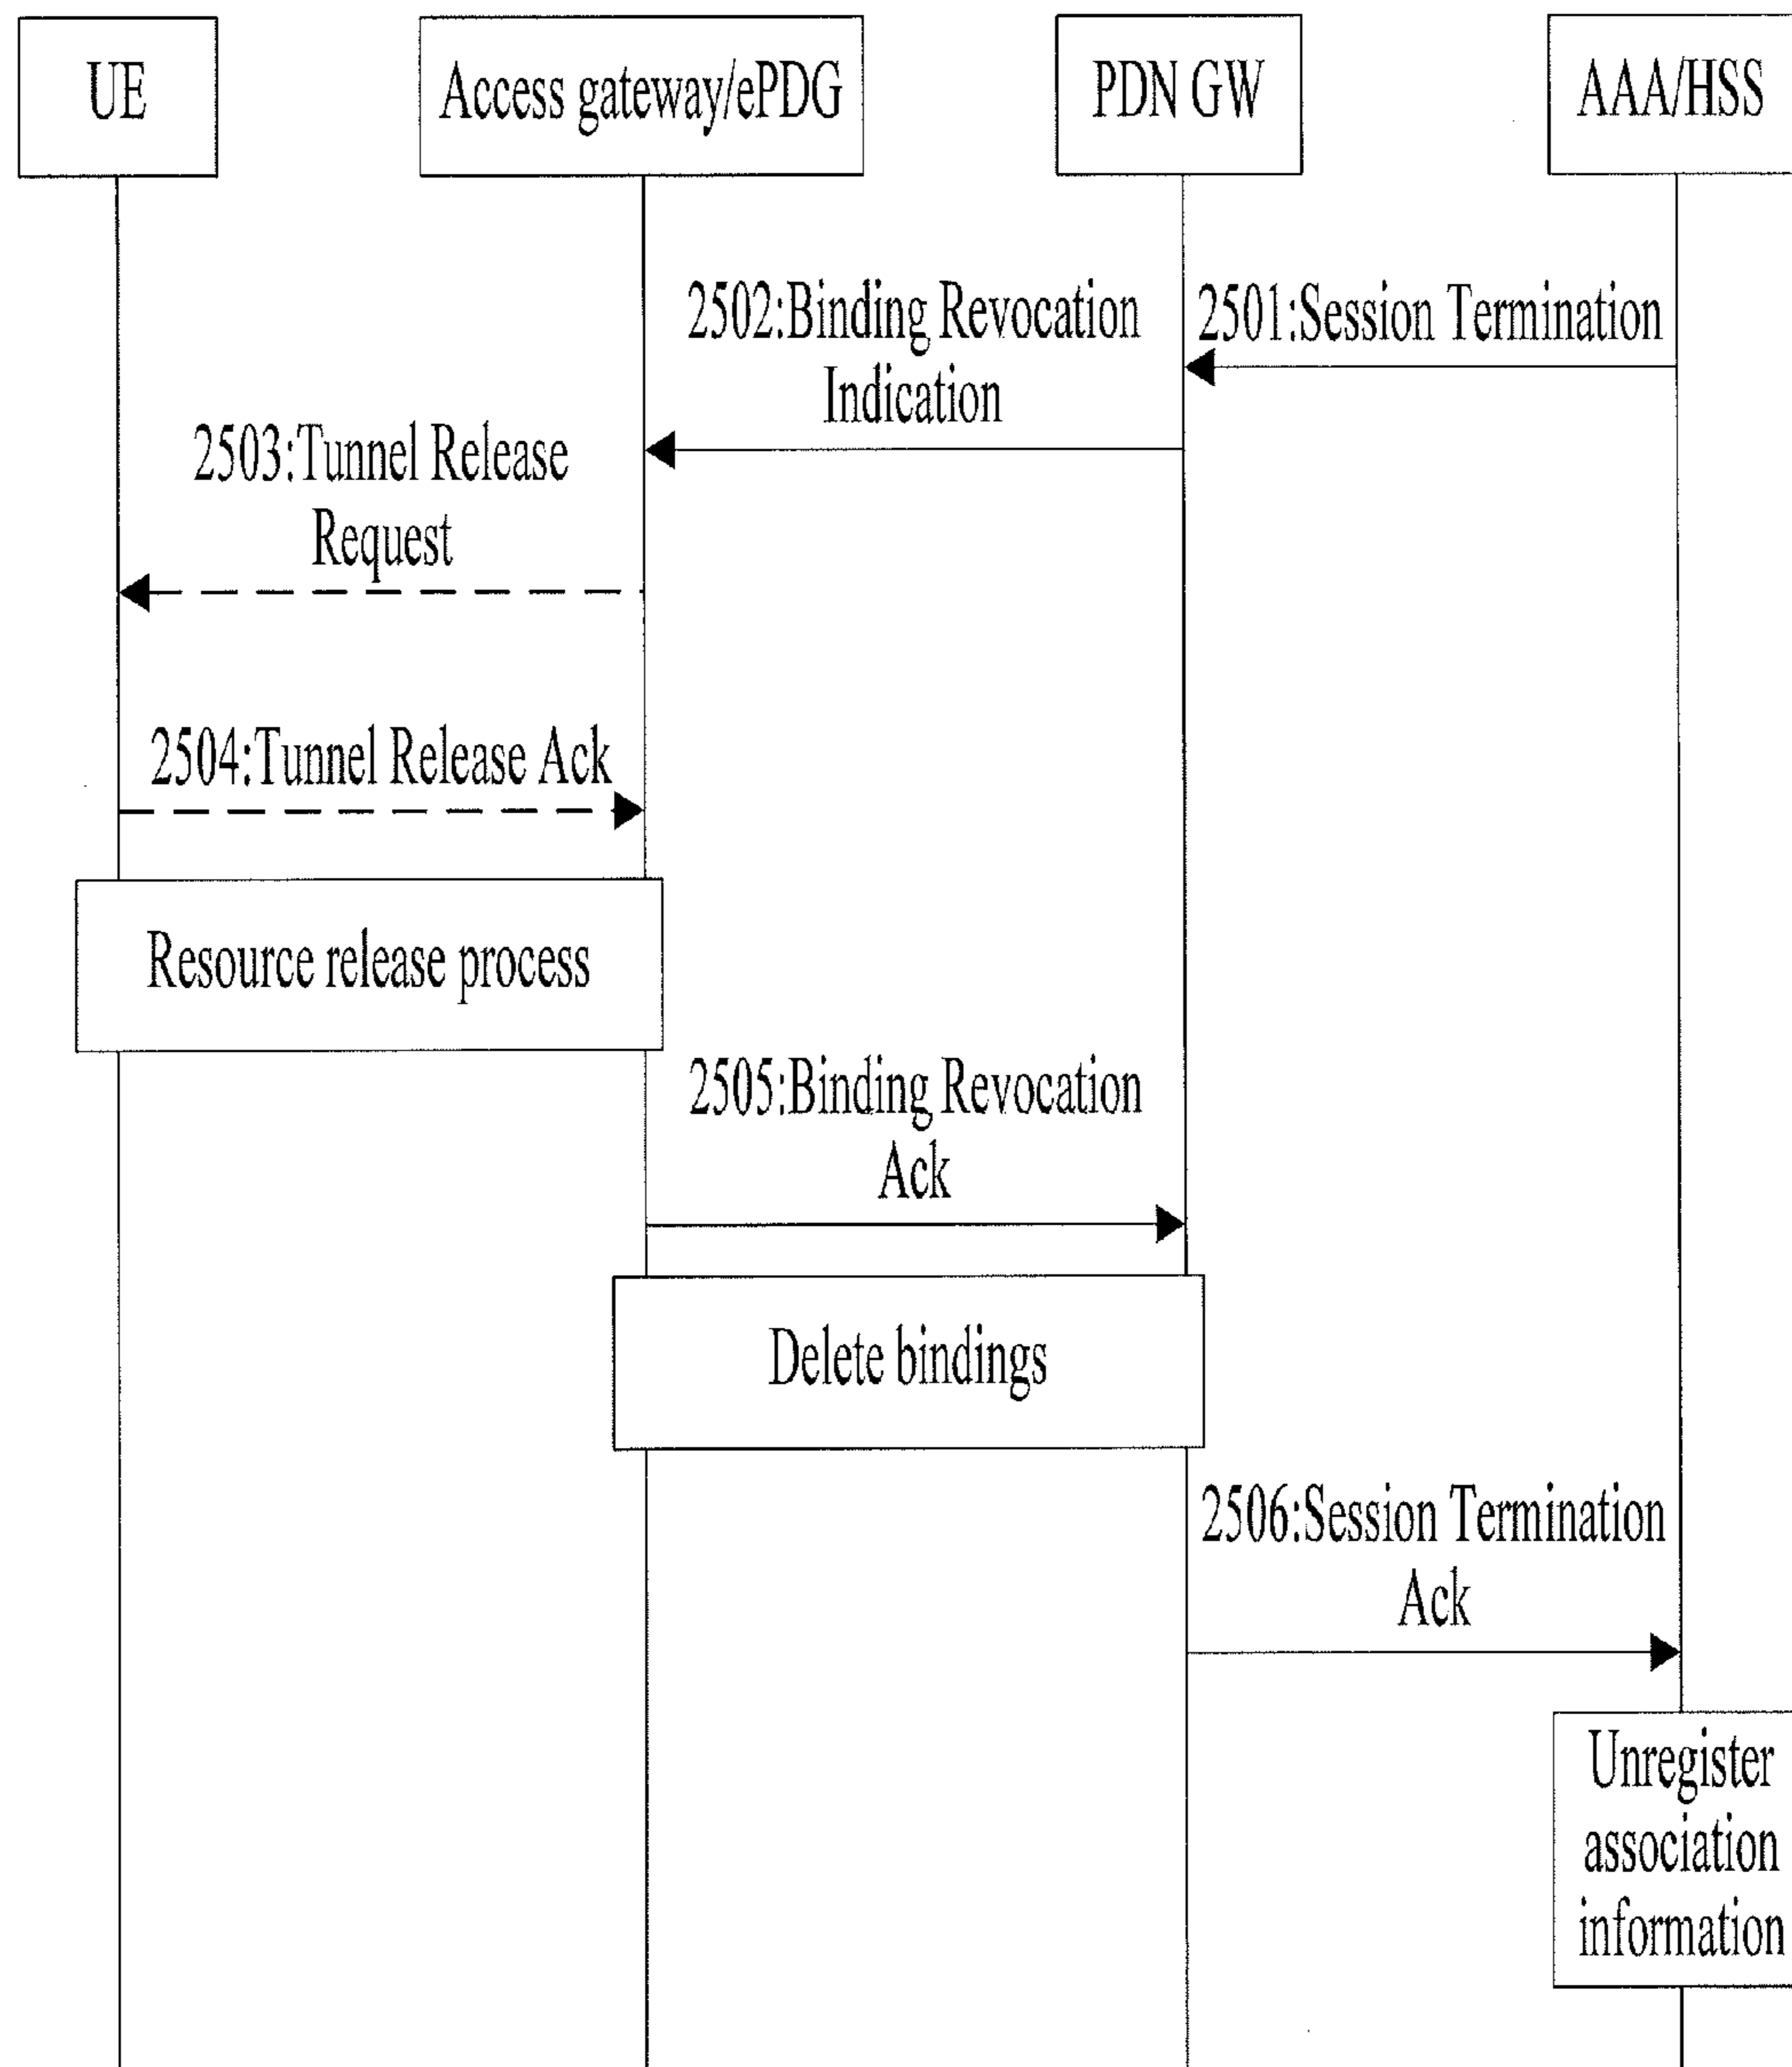 UE
Access gateway/ePDG
PDN GW
AAA/HSS
2501:Session Termination
2502:Binding Revocation
Indication
2503:Tunnel Release
Request
2504:Tunnel Release Ack
Resource release process
2505:Binding Revocation
Ack
Delete bindings
2506:Session Termination
Ack
Unregister
association
information